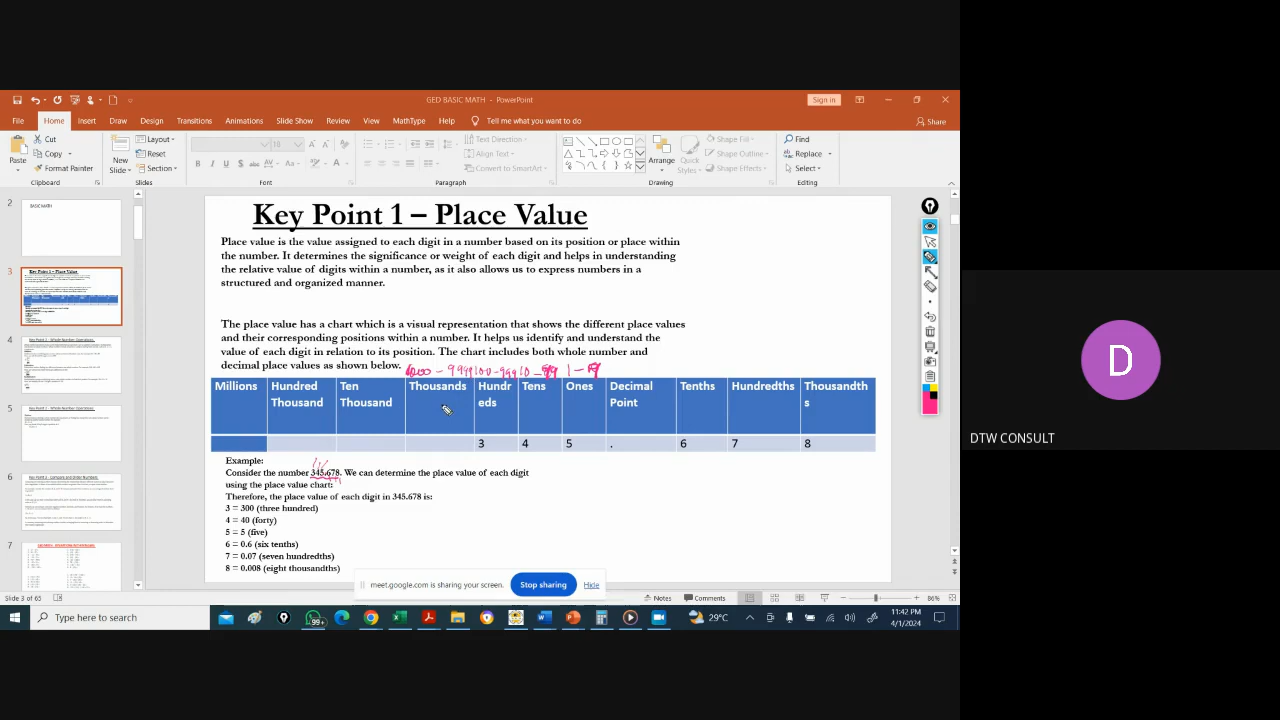 GED BASIC MATH - PowerPoint
Sign in
File Home Insert Draw Design Transitions Animations Slide Show Review View MathType Help Tell me what you want to do
Share
Paste
Cut
Copy
Format Painter
Clipboard
New Slide
Layout
Reset
Section
Slides
Font
Text Direction
Align Text
Convert to SmartArt
Paragraph
Arrange
Quick Styles
Shape Fill
Shape Outline
Shape Effects
Drawing
Find
Replace
Select
Editing
2
BASIC MATH
3
4
5
6
7
Key Point 1 – Place Value
Place value is the value assigned to each digit in a number based on its position or place within
the number. It determines the significance or weight of each digit and helps in understanding
the relative value of digits within a number, as it also allows us to express numbers in a
structured and organized manner.
The place value has a chart which is a visual representation that shows the different place values
and their corresponding positions within a number. It helps us identify and understand the
value of each digit in relation to its position. The chart includes both whole number and
decimal place values as shown below.
Millions Hundred Thousand Ten Thousand Thousands Hundr eds Tens Ones Decimal Point Tenths Hundredths Thousandth s
3 4 5 . 6 7 8
Example:
Consider the number 345.678. We can determine the place value of each digit
using the place value chart:
Therefore, the place value of each digit in 345.678 is:
3 = 300 (three hundred)
4 = 40 (forty)
5 = 5 (five)
6 = 0.6 (six tenths)
7 = 0.07 (seven hundredths)
8 = 0.008 (eight thousandths)
meet.google.com is sharing your screen.
Stop sharing
Hide
Slide 3 of 65
Notes
Comments
86%
Type here to search
99+
29°C
11:42 PM
4/1/2024
D
DTW CONSULT